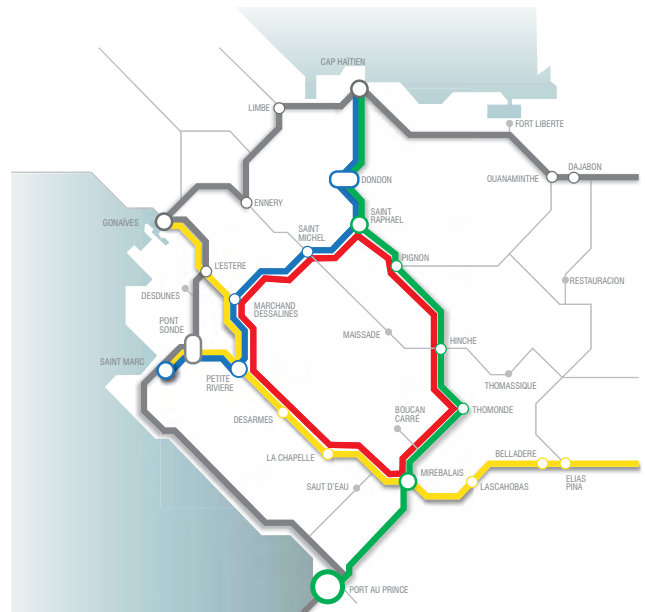 CAP HAÏTIEN
LIMBE
FORT LIBERTE
DAJABON
OUANAMINTHE
DONDON
ENNERY
SAINT
RAPHAEL
GONAÏVES
SAINT
MICHEL
PIGNON
L'ESTERE
RESTAURACION
DESDUNES
MARCHAND
DESSALINES
PONT
SONDE
MAISSADE
HINCHE
SAINT MARC
PETITE
RIVIERE
THOMASSIQUE
BOUCAN
CARRÉ
THOMONDE
DESARMES
LA CHAPELLE
BELLADERE
MIREBALAIS
SAUT D'EAU
LASCAHOBAS
ELIAS
PINA
PORT AU PRINCE